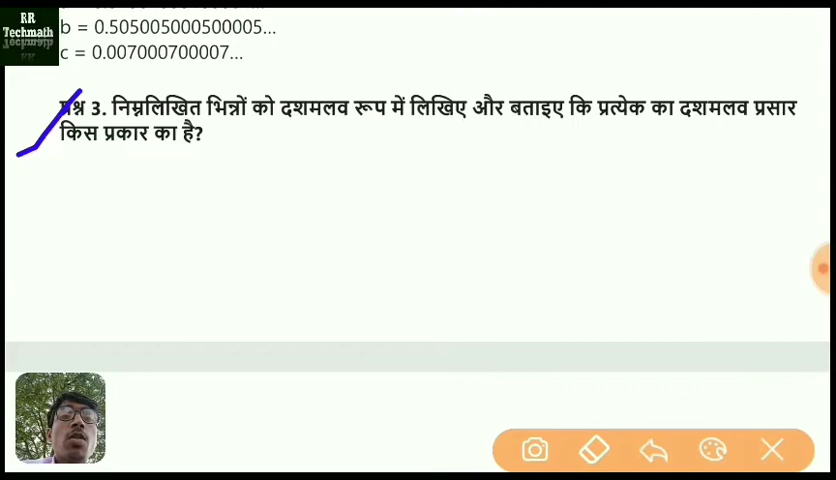 RR
Techmath
b = 0.505005000500005...
c = 0.007000700007...
प्रश्न 3. निम्नलिखित भिन्नों को दशमलव रूप में लिखिए और बताइए कि प्रत्येक का दशमलव प्रसार
किस प्रकार का है?